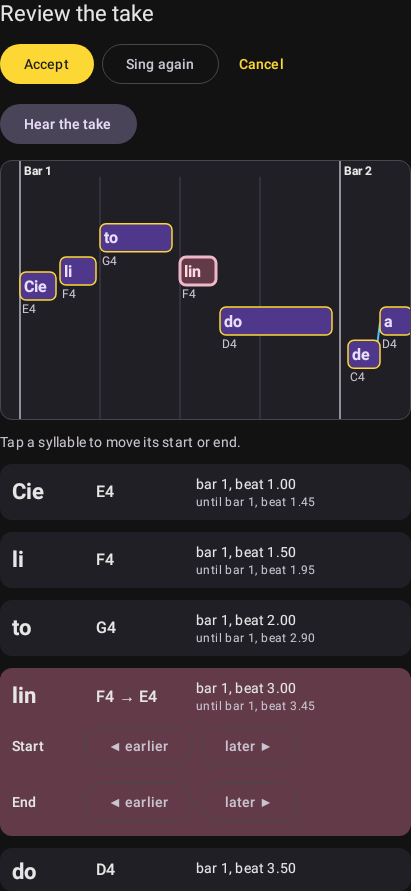 Review the take
Accept Sing again Cancel
Hear the take
Bar 1 Bar 2
to
G4
li
F4
lin
F4
Cie
E4
do
D4
a
D4
de
C4
Tap a syllable to move its start or end.
Cie E4 bar 1, beat 1.00
until bar 1, beat 1.45
li F4 bar 1, beat 1.50
until bar 1, beat 1.95
to G4 bar 1, beat 2.00
until bar 1, beat 2.90
lin F4 → E4 bar 1, beat 3.00
until bar 1, beat 3.45
Start ◄ earlier later ►
End ◄ earlier later ►
do D4 bar 1, beat 3.50